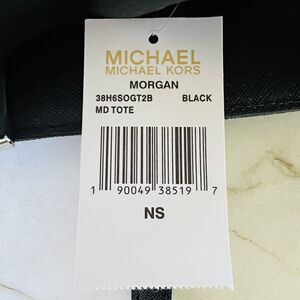 MICHAEL
MICHAEL KORS
MORGAN
38H6SOGT2B BLACK
MD TOTE
1 90049 38519 7
NS